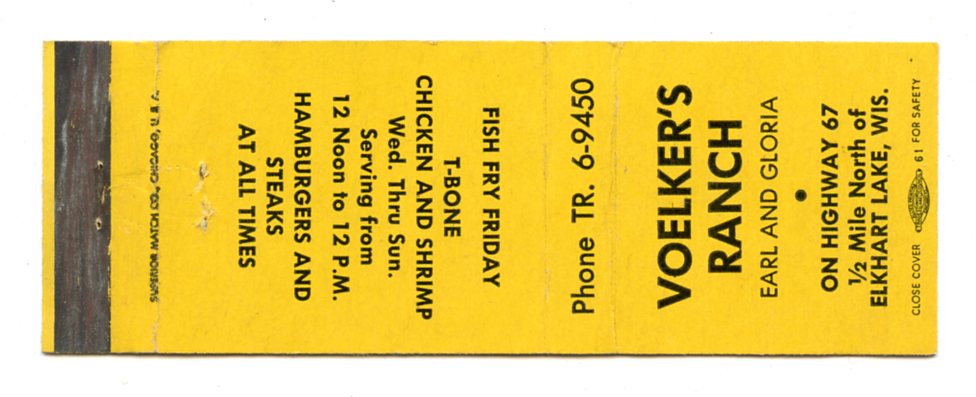 VOELKER'S
RANCH
EARL AND GLORIA
ON HIGHWAY 67
1/2 Mile North of
ELKHART LAKE, WIS.
CLOSE COVER 61 FOR SAFETY
Phone TR. 6-9450
FISH FRY FRIDAY
T-BONE
CHICKEN AND SHRIMP
Wed. Thru Sun.
Serving from
12 Noon to 12 P.M.
HAMBURGERS AND
STEAKS
AT ALL TIMES
SUPERIOR MATCH CO., CHICAGO, U.S.A.